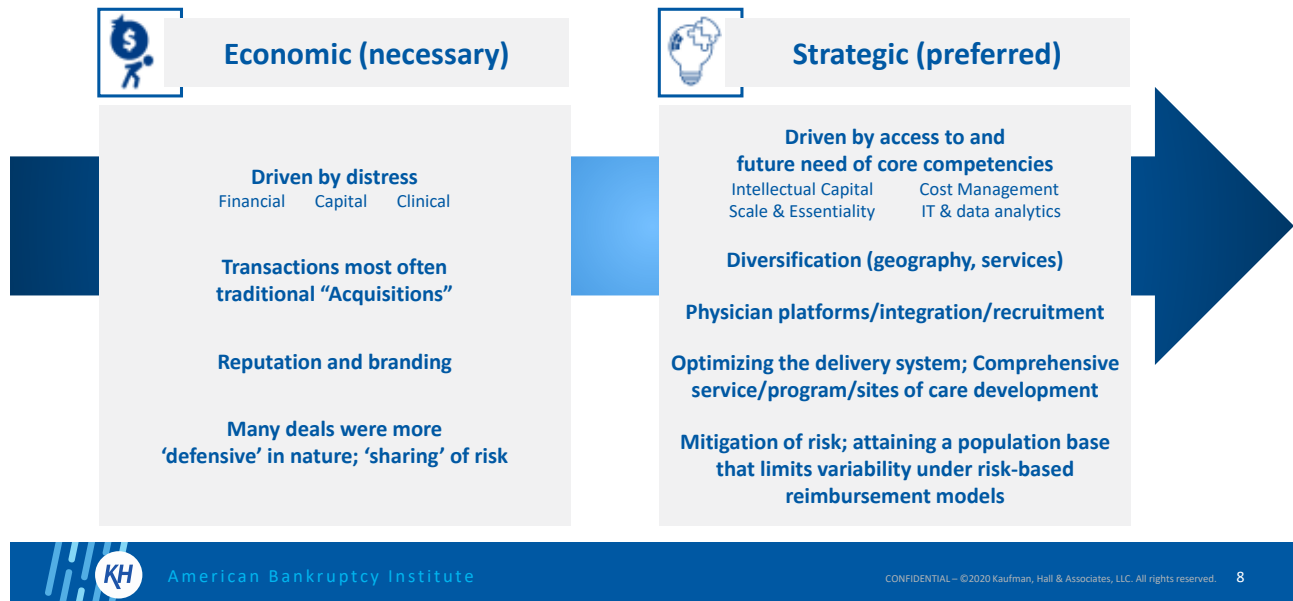 $
Economic (necessary)
Strategic (preferred)
Driven by distress
Financial Capital Clinical
Transactions most often
traditional “Acquisitions”
Reputation and branding
Many deals were more
‘defensive’ in nature; ‘sharing’ of risk
Driven by access to and
future need of core competencies
Intellectual Capital Cost Management
Scale & Essentiality IT & data analytics
Diversification (geography, services)
Physician platforms/integration/recruitment
Optimizing the delivery system; Comprehensive
service/program/sites of care development
Mitigation of risk; attaining a population base
that limits variability under risk-based
reimbursement models
KH
American Bankruptcy Institute
CONFIDENTIAL – ©2020 Kaufman, Hall & Associates, LLC. All rights reserved. 8